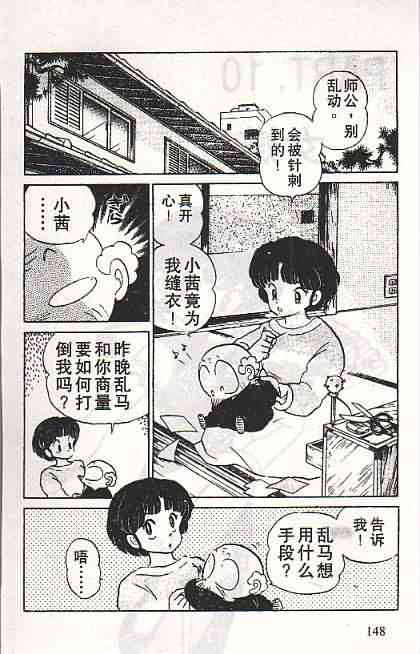 师公，别
乱动。
会被针刺
到的！
真开
心！
小茜竟为
我缝衣！
小茜
……
昨晚乱马
和你商量
要如何打
倒我吗？
告诉
我！
乱马想
用什么
手段？
唔…
148